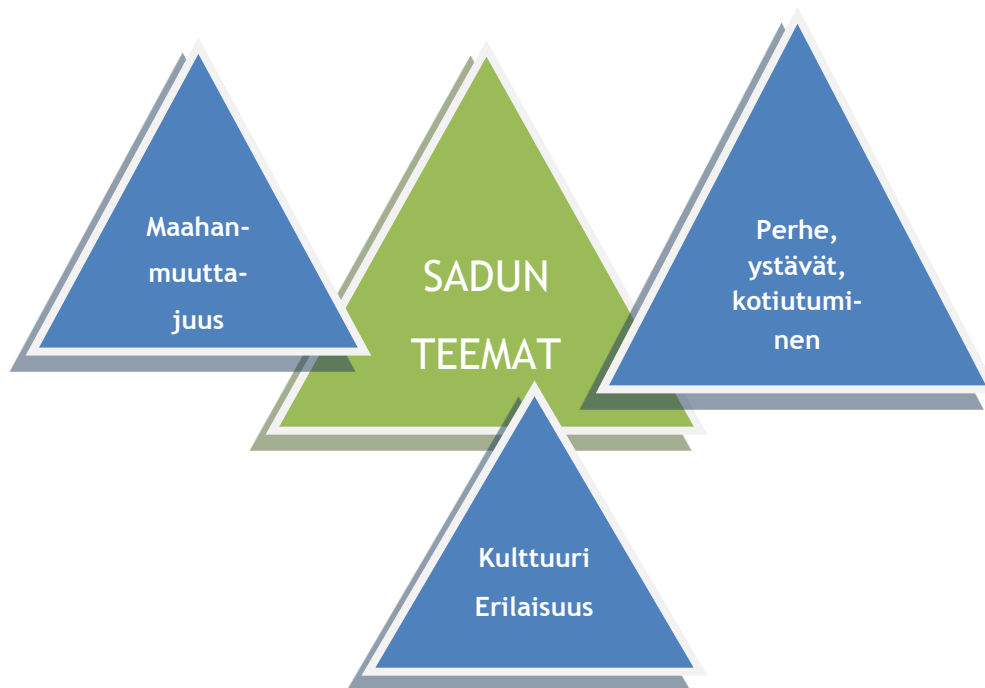 Maahan-
muutta-
juus
SADUN
TEEMAT
Perhe,
ystävät,
kotiutumi-
nen
Kulttuuri
Erilaisuus